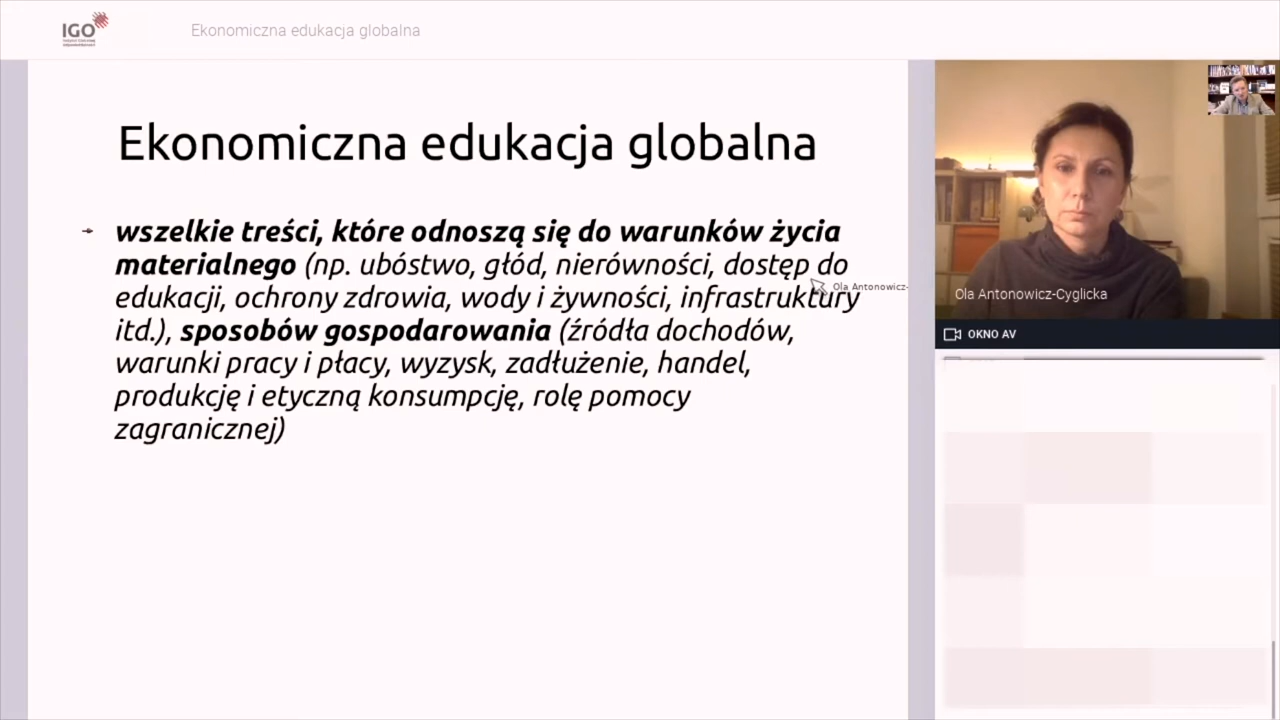 IGO
Ekonomiczna edukacja globalna
Ekonomiczna edukacja globalna
wszelkie treści, które odnoszą się do warunków życia
materialnego (np. ubóstwo, głód, nierówności, dostęp do
edukacji, ochrony zdrowia, wody i żywności, infrastruktury
itd.), sposobów gospodarowania (źródła dochodów,
warunki pracy i płacy, wyzysk, zadłużenie, handel,
produkcję i etyczną konsumpcję, rolę pomocy
zagranicznej)
Ola Antonowicz-
Ola Antonowicz-Cyglicka
OKNO AV